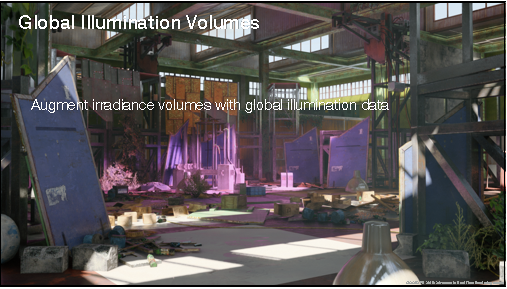 Global Illumination Volumes
Augment irradiance volumes with global illumination data